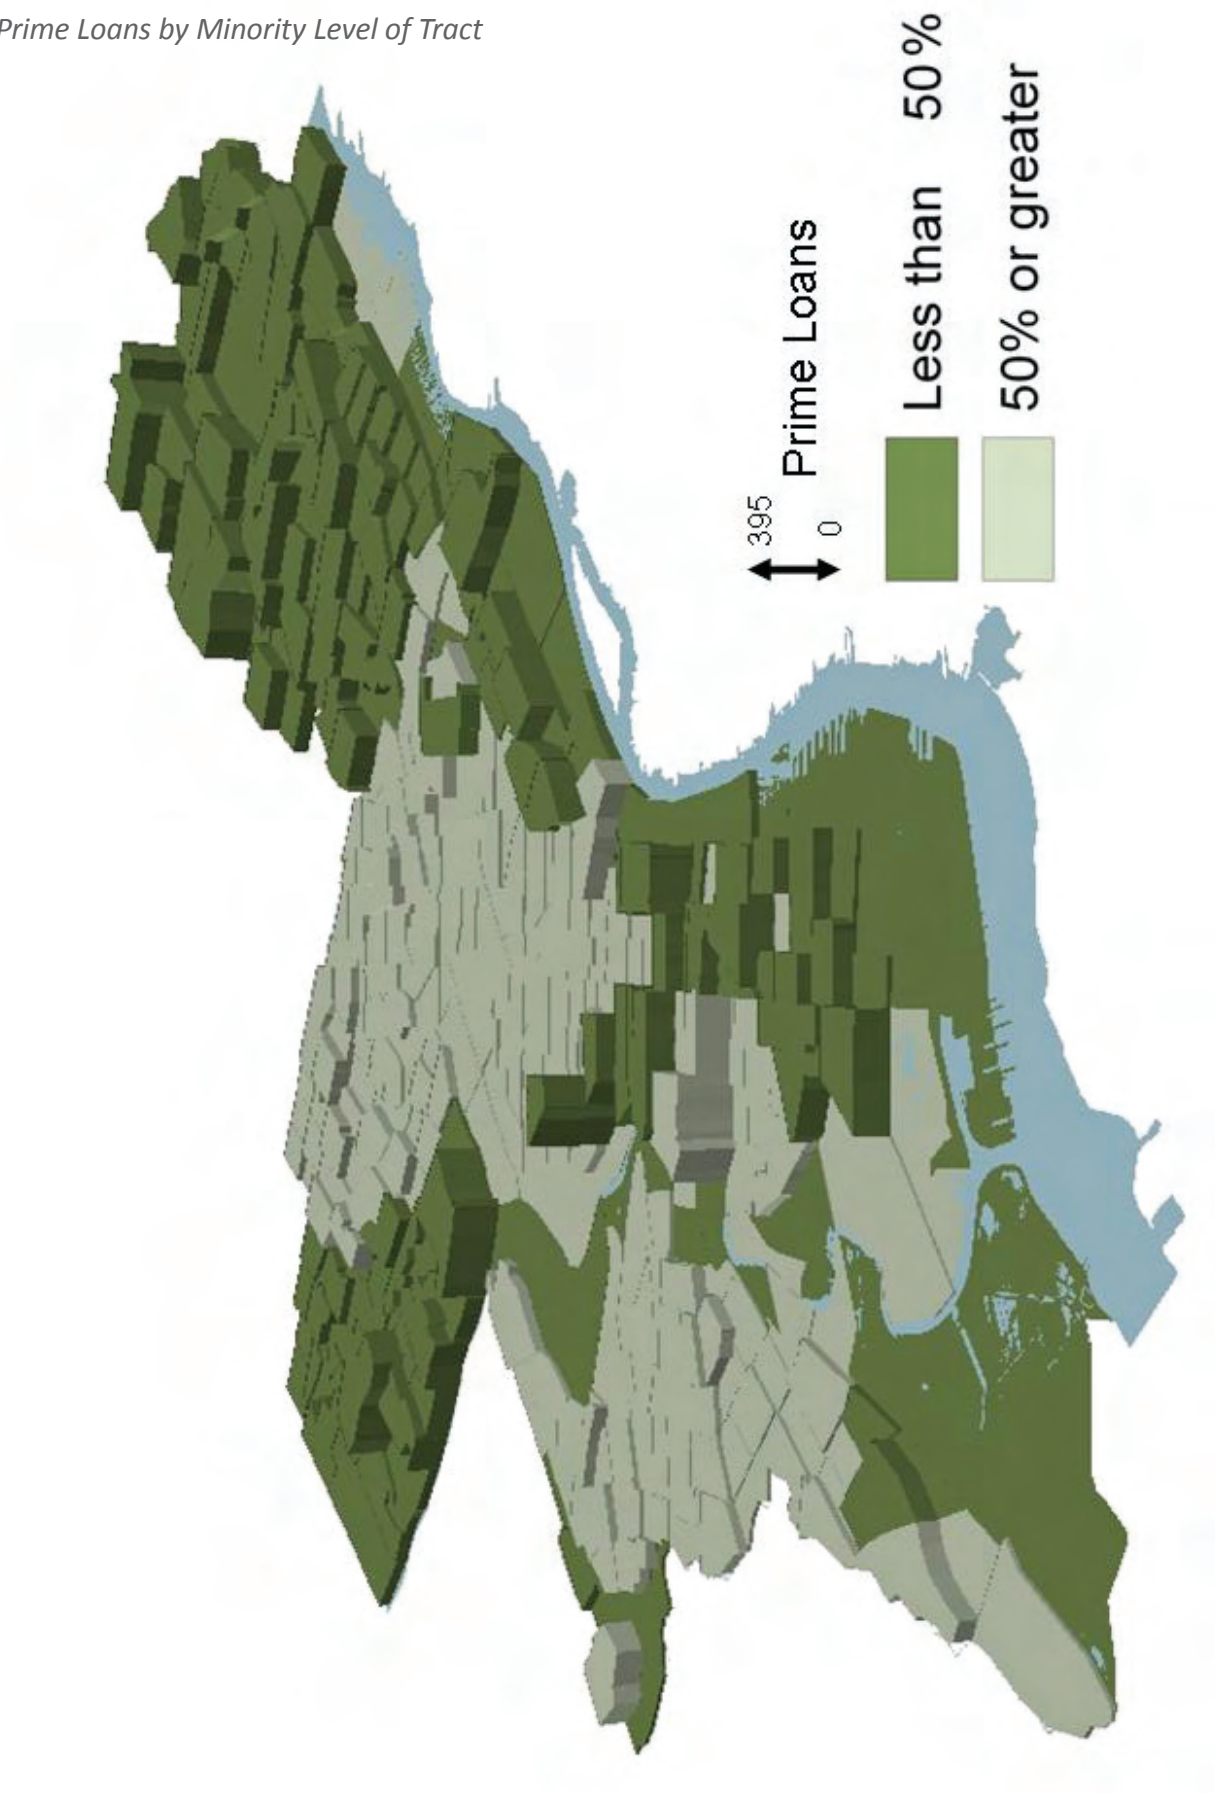 Prime Loans by Minority Level of Tract
395
0
Prime Loans
Less than 50%
50% or greater